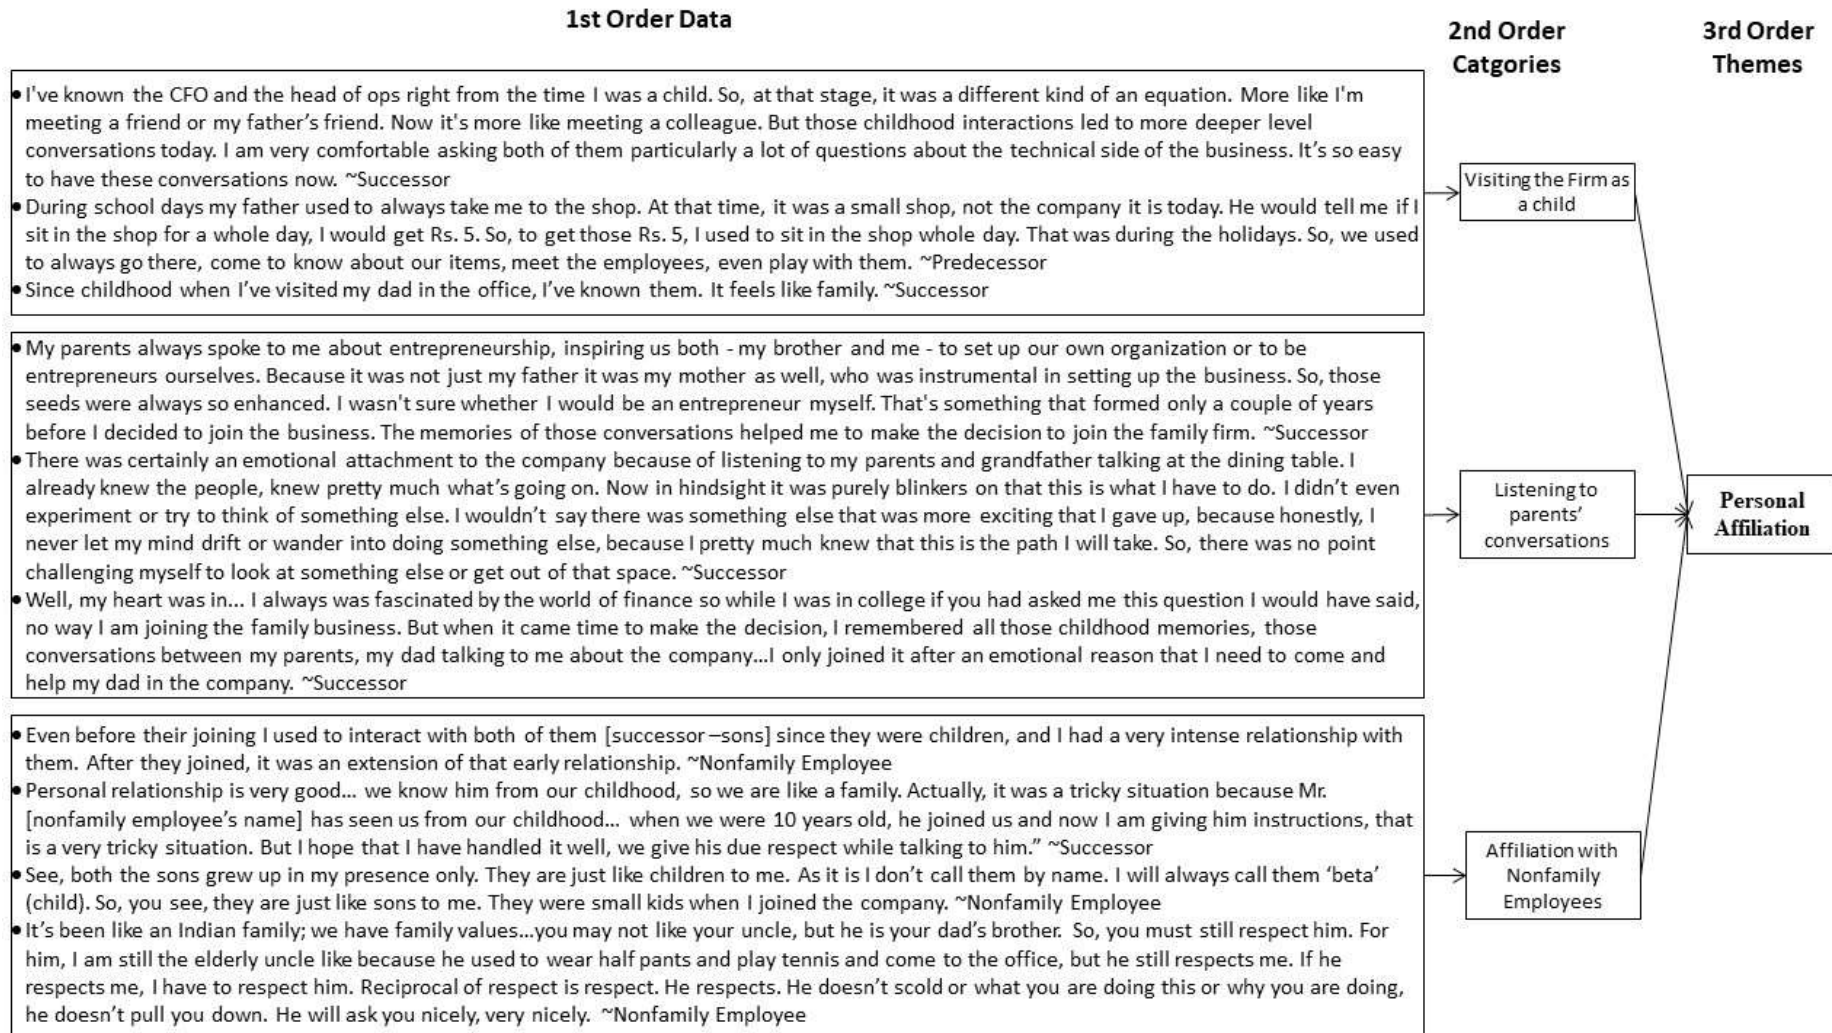 1st Order Data
2nd Order
Catgories
3rd Order
Themes
•I've known the CFO and the head of ops right from the time I was a child. So, at that stage, it was a different kind of an equation. More like I'm
meeting a friend or my father's friend. Now it's more like meeting a colleague. But those childhood interactions led to more deeper level
conversations today. I am very comfortable asking both of them particularly a lot of questions about the technical side of the business. It's so easy
to have these conversations now. ~Successor
•During school days my father used to always take me to the shop. At that time, it was a small shop, not the company it is today. He would tell me if I
sit in the shop for a whole day, I would get Rs. 5. So, to get those Rs. 5, I used to sit in the shop whole day. That was during the holidays. So, we used
to always go there, come to know about our items, meet the employees, even play with them. ~Predecessor
•Since childhood when I've visited my dad in the office, I've known them. It feels like family. ~Successor
Visiting the Firm as
a child
•My parents always spoke to me about entrepreneurship, inspiring us both - my brother and me - to set up our own organization or to be
entrepreneurs ourselves. Because it was not just my father it was my mother as well, who was instrumental in setting up the business. So, those
seeds were always so enhanced. I wasn't sure whether I would be an entrepreneur myself. That's something that formed only a couple of years
before I decided to join the business. The memories of those conversations helped me to make the decision to join the family firm. ~Successor
•There was certainly an emotional attachment to the company because of listening to my parents and grandfather talking at the dining table. I
already knew the people, knew pretty much what's going on. Now in hindsight it was purely blinkers on that this is what I have to do. I didn't even
experiment or try to think of something else. I wouldn't say there was something else that was more exciting that I gave up, because honestly, I
never let my mind drift or wander into doing something else, because I pretty much knew that this is the path I will take. So, there was no point
challenging myself to look at something else or get out of that space. ~Successor
•Well, my heart was in... I always was fascinated by the world of finance so while I was in college if you had asked me this question I would have said,
no way I am joining the family business. But when it came time to make the decision, I remembered all those childhood memories, those
conversations between my parents, my dad talking to me about the company...I only joined it after an emotional reason that I need to come and
help my dad in the company. ~Successor
Listening to
parents'
conversations
Personal
Affiliation
•Even before their joining I used to interact with both of them [successor –sons] since they were children, and I had a very intense relationship with
them. After they joined, it was an extension of that early relationship. ~Nonfamily Employee
•Personal relationship is very good... we know him from our childhood, so we are like a family. Actually, it was a tricky situation because Mr.
[nonfamily employee's name] has seen us from our childhood... when we were 10 years old, he joined us and now I am giving him instructions, that
is a very tricky situation. But I hope that I have handled it well, we give his due respect while talking to him." ~Successor
•See, both the sons grew up in my presence only. They are just like children to me. As it is I don't call them by name. I will always call them 'beta'
(child). So, you see, they are just like sons to me. They were small kids when I joined the company. ~Nonfamily Employee
•It's been like an Indian family; we have family values...you may not like your uncle, but he is your dad's brother. So, you must still respect him. For
him, I am still the elderly uncle like because he used to wear half pants and play tennis and come to the office, but he still respects me. If he
respects me, I have to respect him. Reciprocal of respect is respect. He respects. He doesn't scold or what you are doing this or why you are doing,
he doesn't pull you down. He will ask you nicely, very nicely. ~Nonfamily Employee
Affiliation with
Nonfamily
Employees